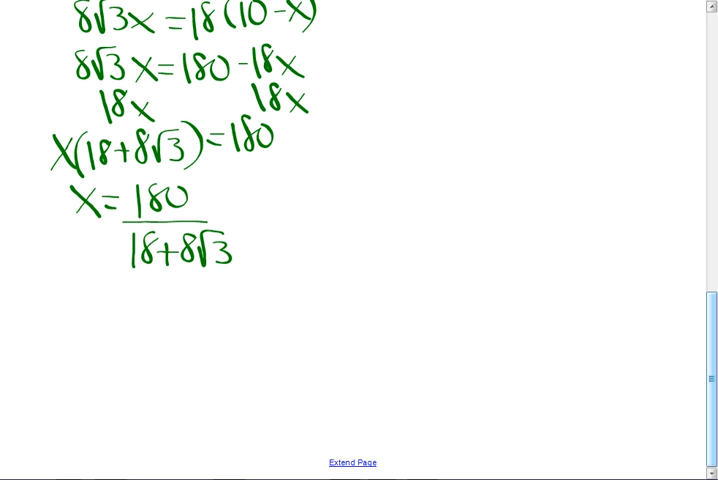 8√3x = 18(10 - x)
8√3 x = 180 - 18x
18x 18x
x(18 + 8√3) = 180
x = 180
18 + 8√3
Extend Page